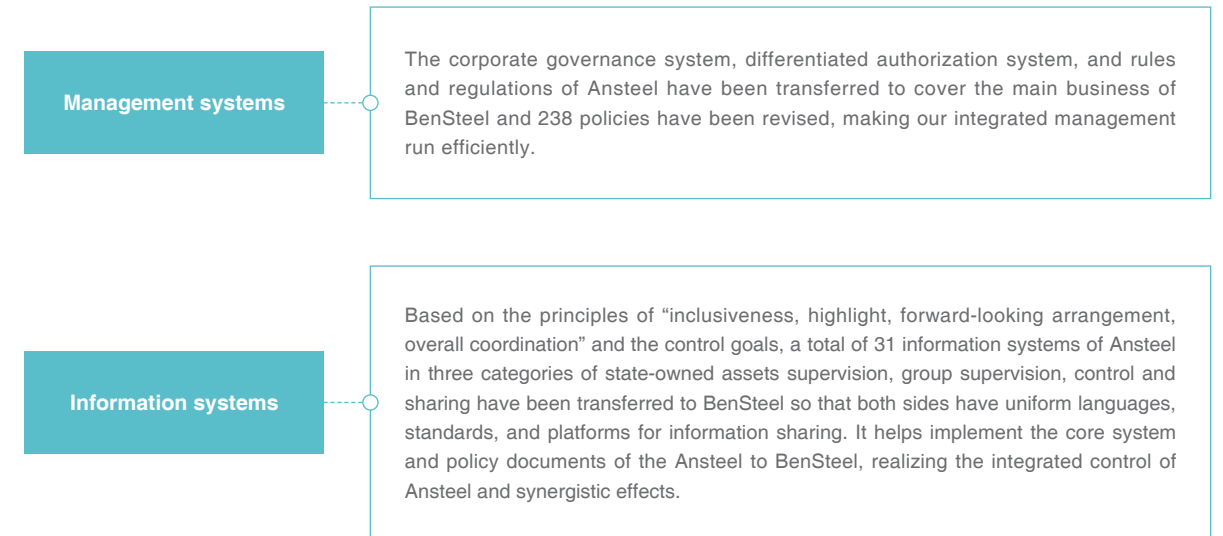 Management systems
The corporate governance system, differentiated authorization system, and rules
and regulations of Ansteel have been transferred to cover the main business of
BenSteel and 238 policies have been revised, making our integrated management
run efficiently.
Information systems
Based on the principles of “inclusiveness, highlight, forward-looking arrangement,
overall coordination” and the control goals, a total of 31 information systems of Ansteel
in three categories of state-owned assets supervision, group supervision, control and
sharing have been transferred to BenSteel so that both sides have uniform languages,
standards, and platforms for information sharing. It helps implement the core system
and policy documents of the Ansteel to BenSteel, realizing the integrated control of
Ansteel and synergistic effects.